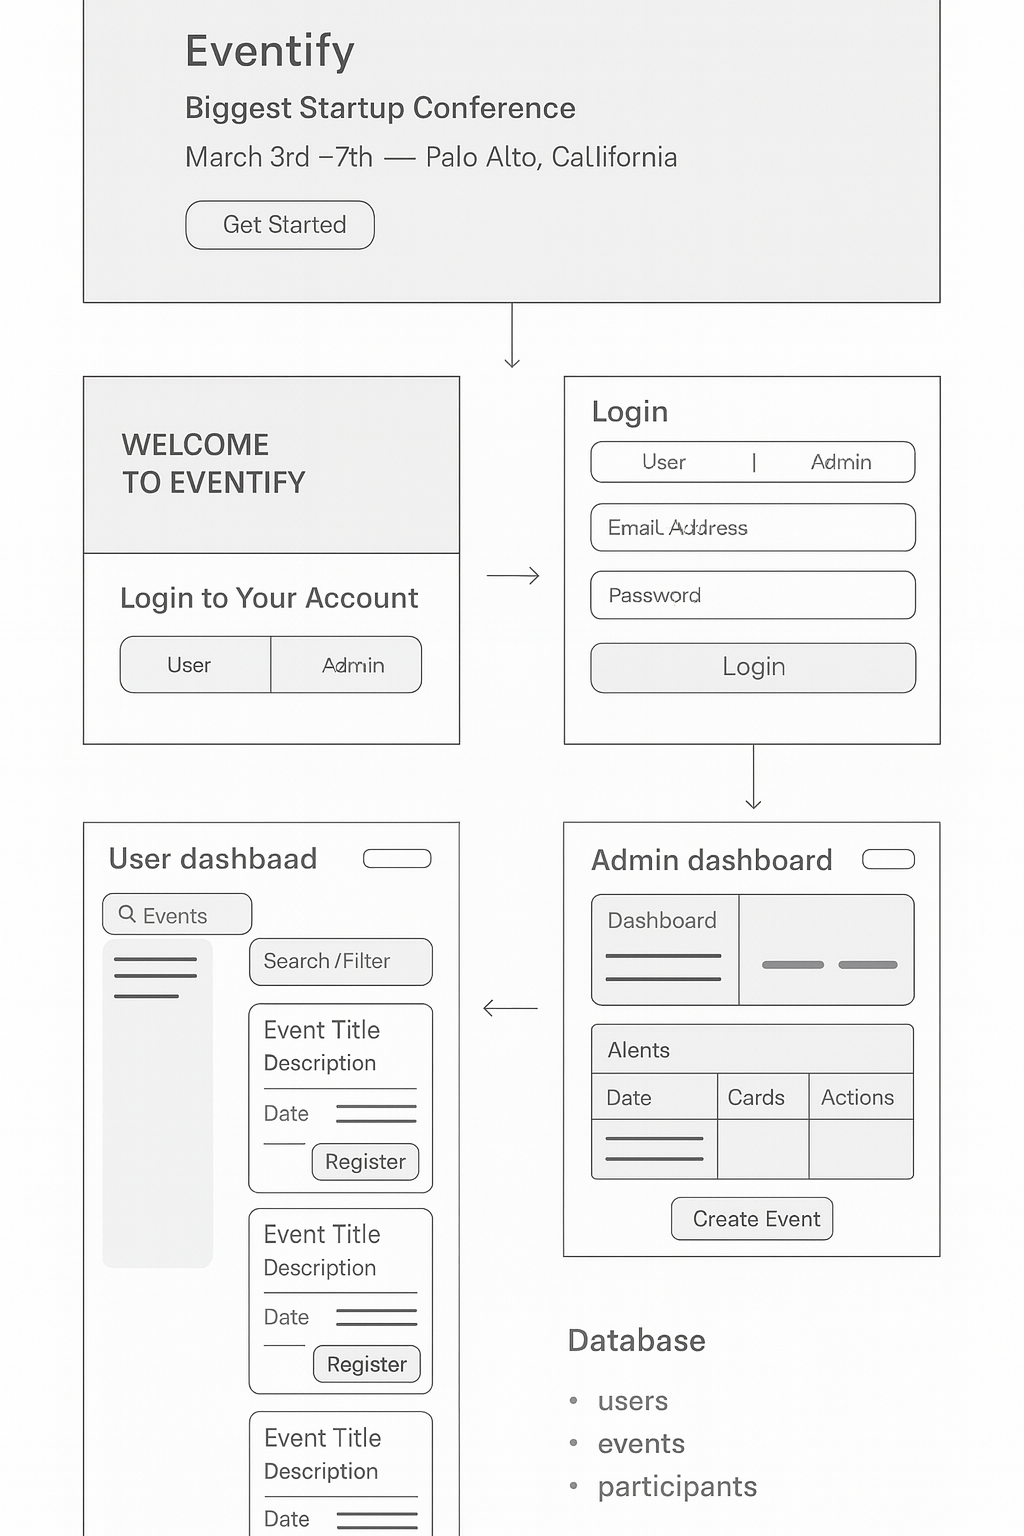 Eventify
Biggest Startup Conference
March 3rd –7th — Palo Alto, Callifornia
Get Started
WELCOME
TO EVENTIFY
Login to Your Account
User Admin
Login
User | Admin
Email Address
Password
Login
User dashbaad
Events
Search /Filter
Event Title
Description
Date
Register
Event Title
Description
Date
Register
Event Title
Description
Date
Admin dashboard
Dashboard
Alents
Date Cards Actions
Create Event
Database
• users
• events
• participants